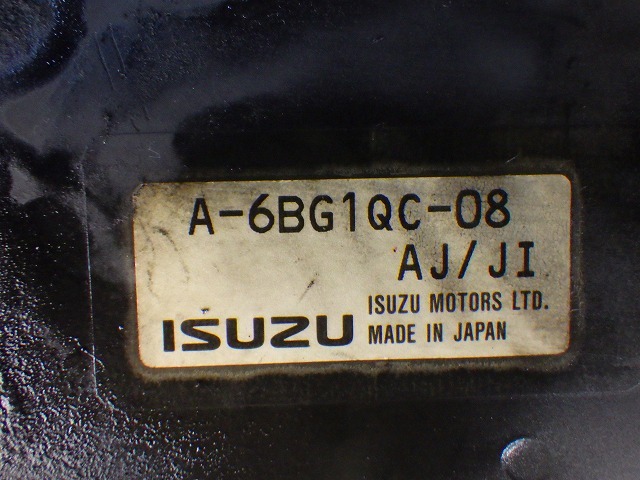 A-6BG1QC-08
AJ/JI
ISUZU MOTORS LTD.
ISUZU MADE IN JAPAN